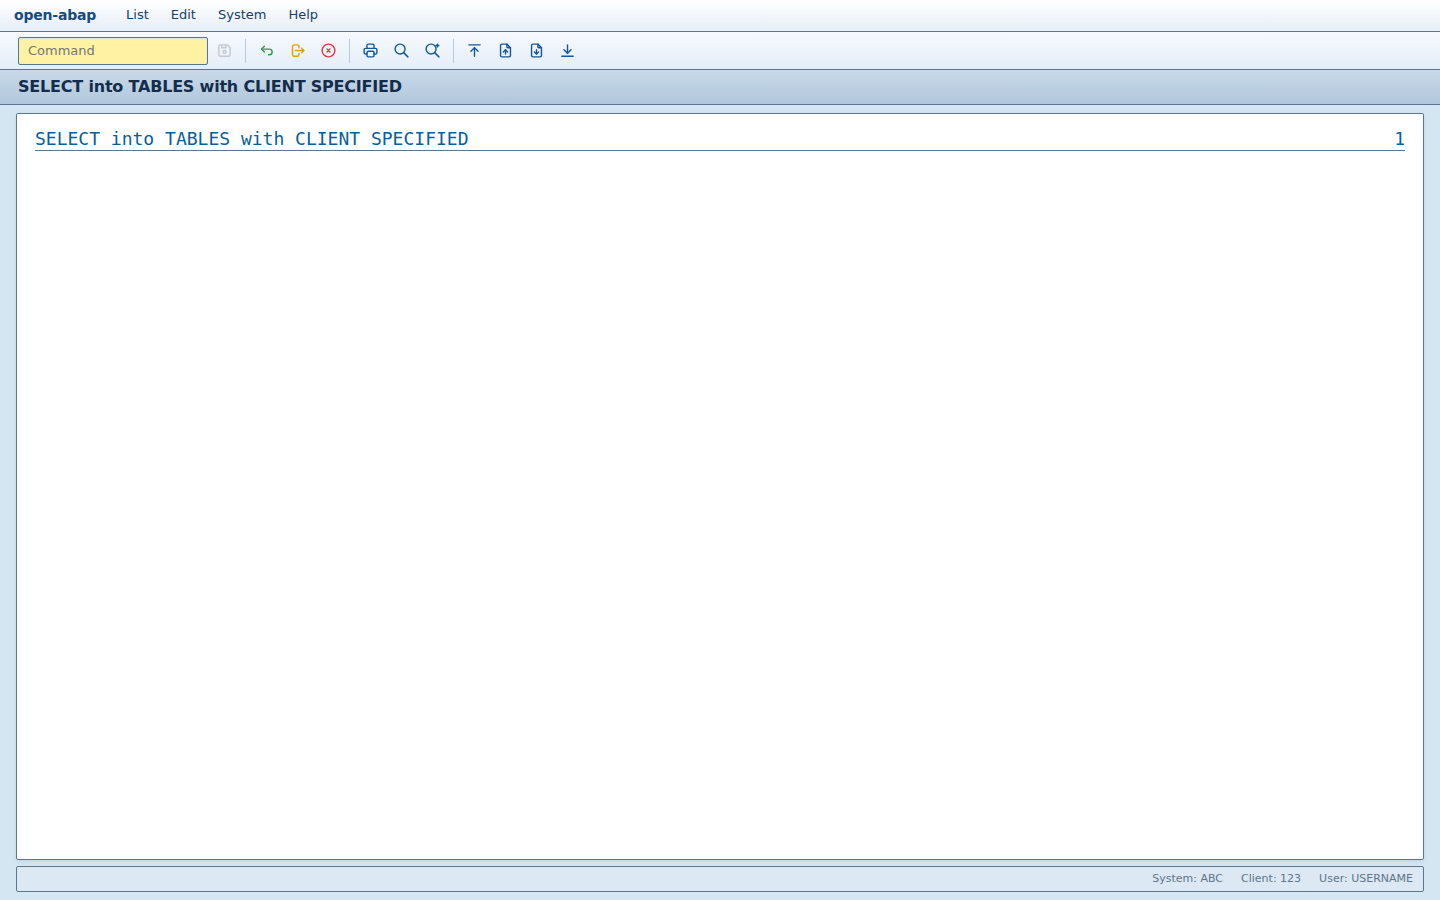 open-abap List Edit System Help
Command
SELECT into TABLES with CLIENT SPECIFIED
SELECT into TABLES with CLIENT SPECIFIED 1
System: ABC Client: 123 User: USERNAME